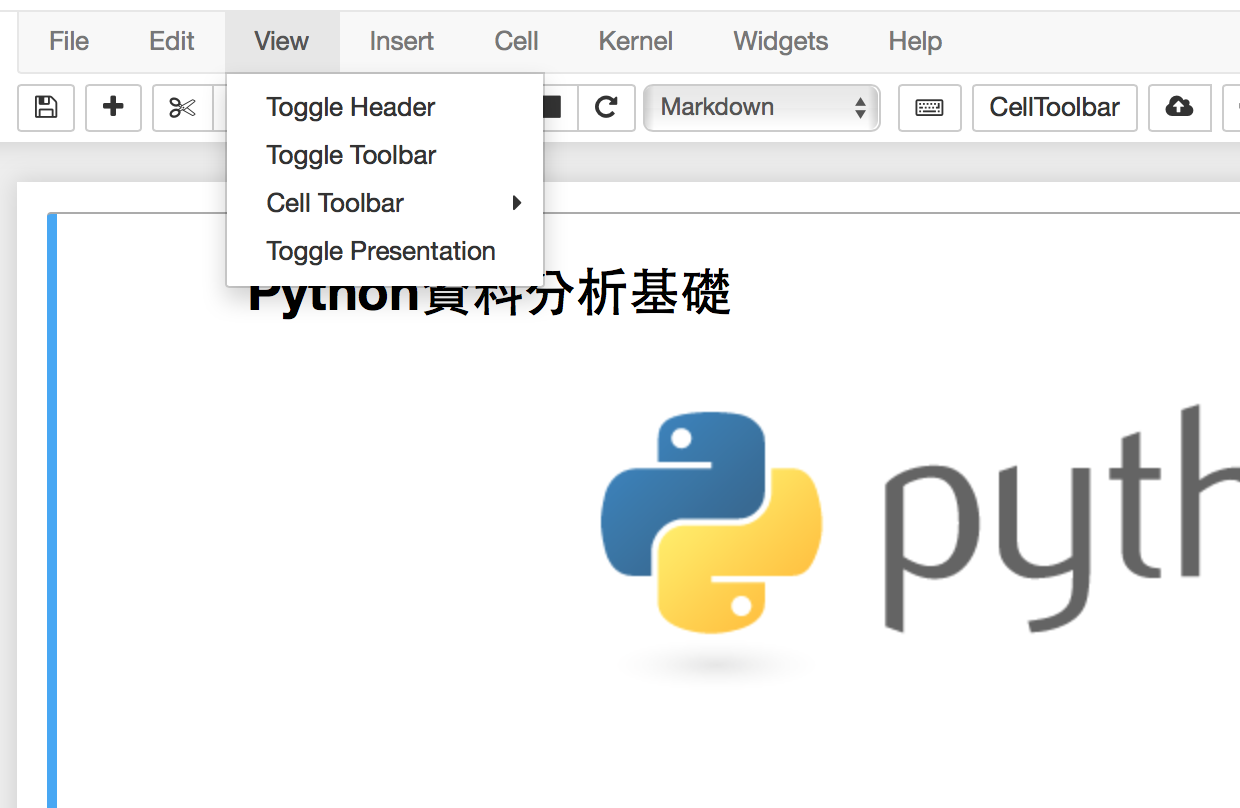 File Edit View Insert Cell Kernel Widgets Help
Markdown CellToolbar
Toggle Header
Toggle Toolbar
Cell Toolbar
Toggle Presentation
Python資料分析基礎
pyth